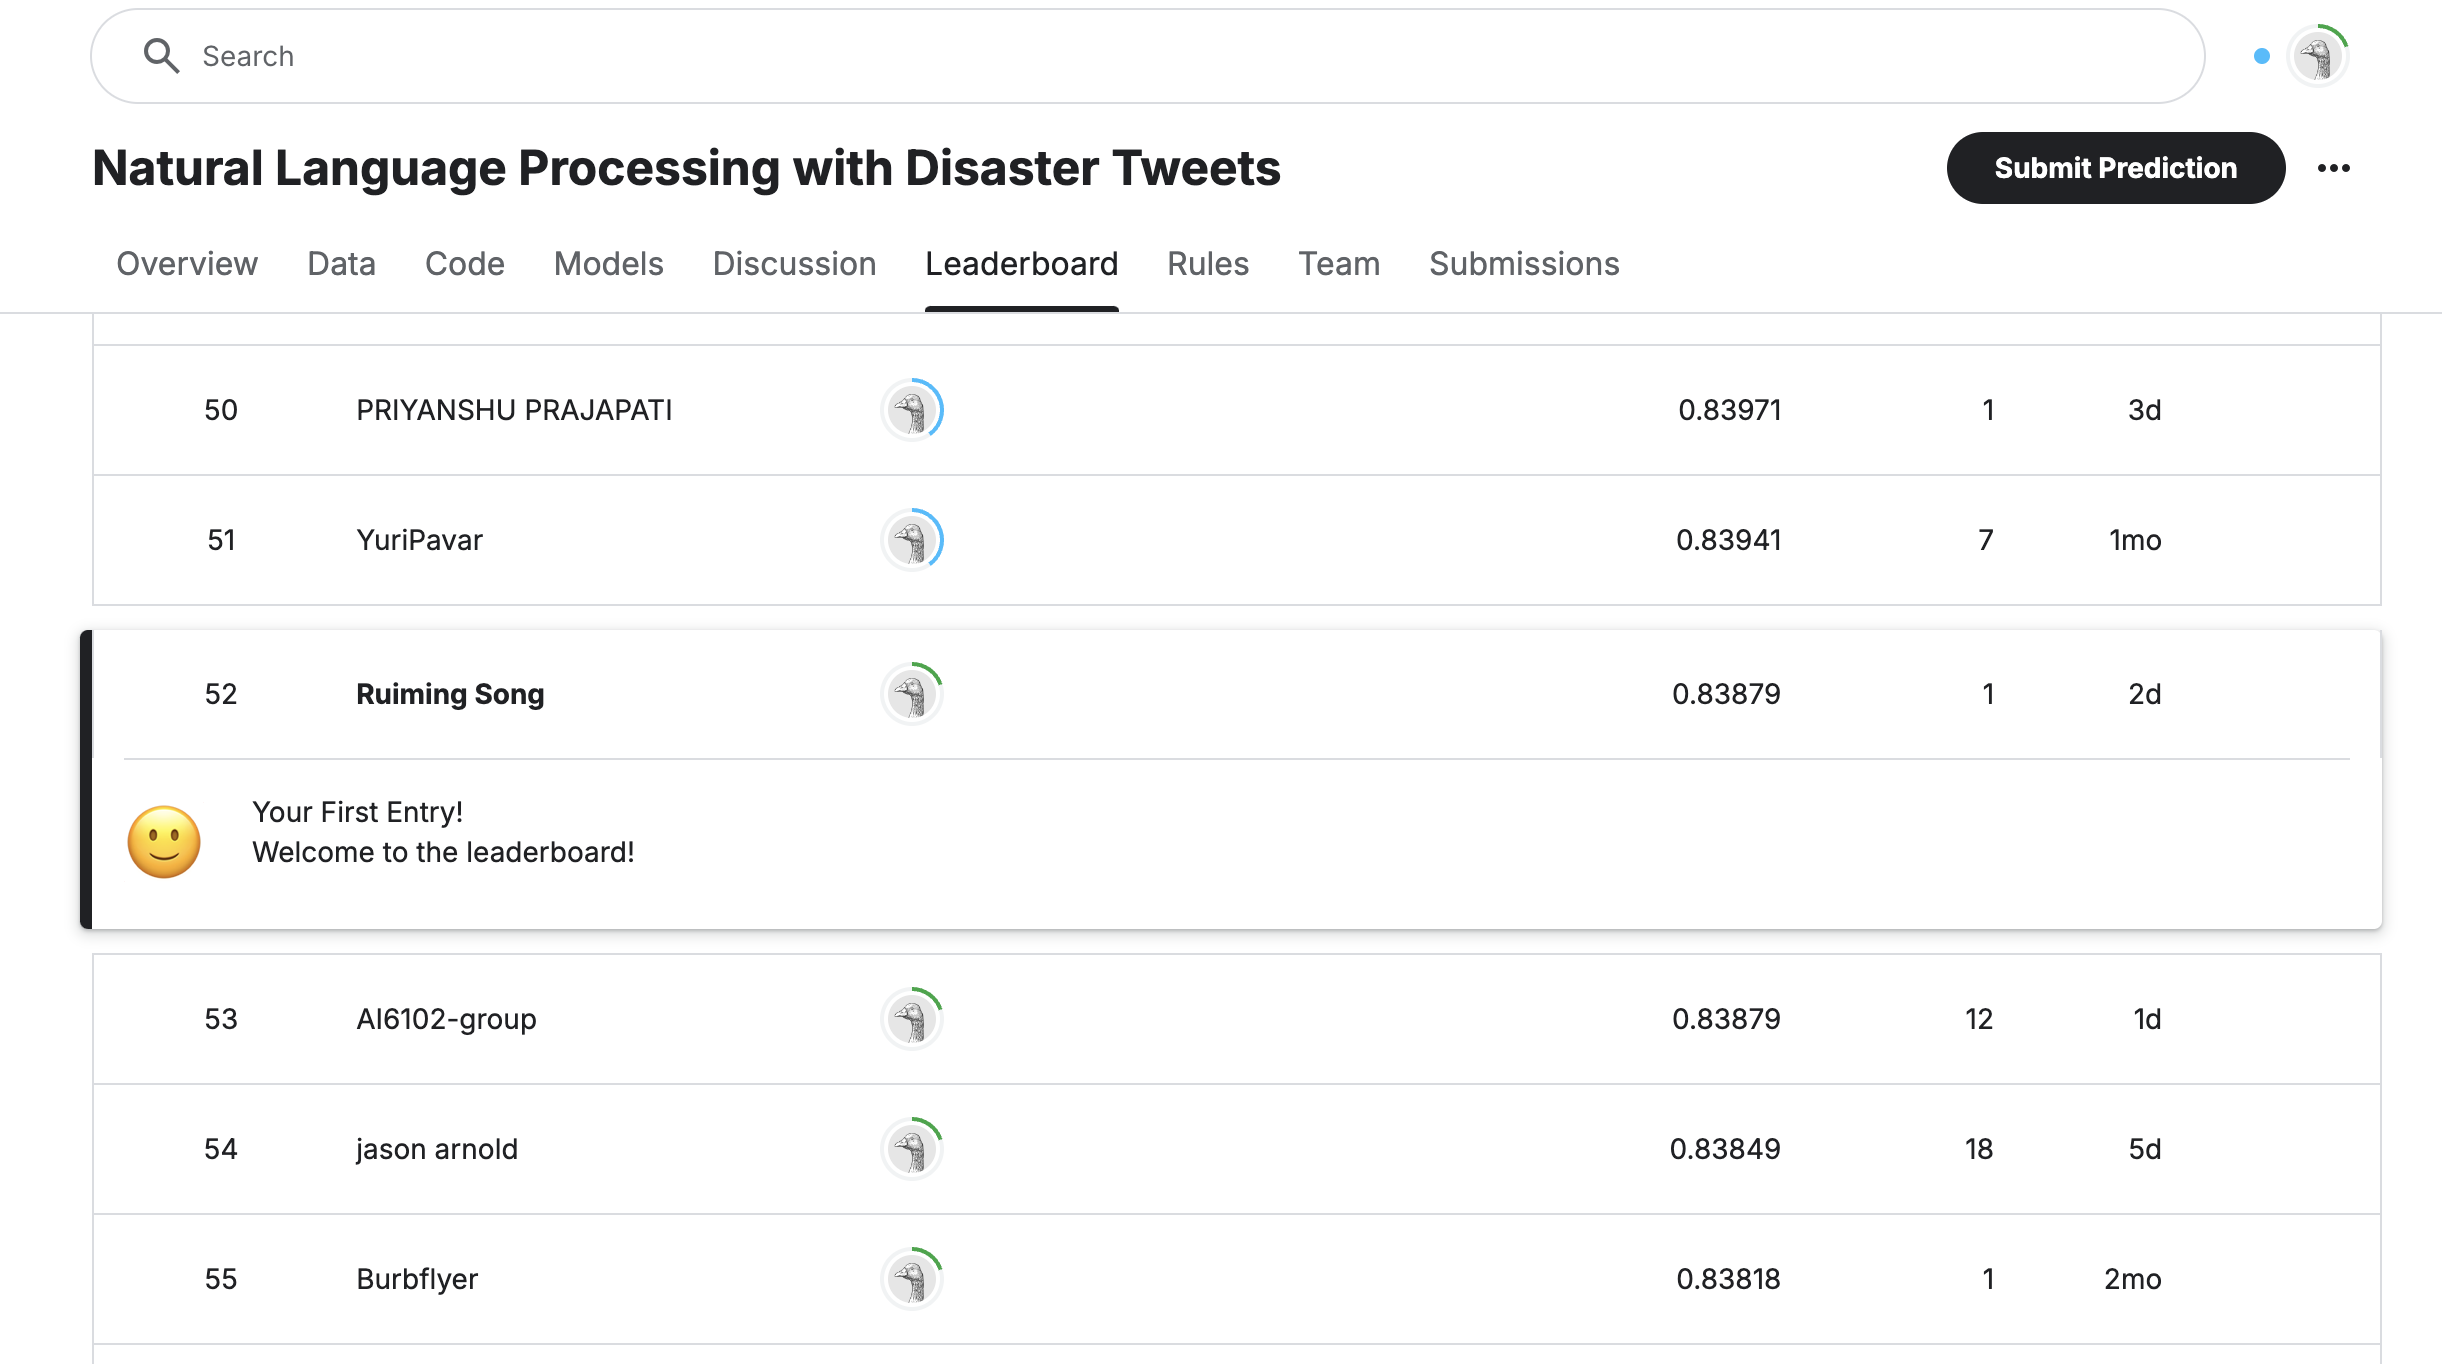 Search
Natural Language Processing with Disaster Tweets
Submit Prediction
Overview Data Code Models Discussion Leaderboard Rules Team Submissions
50 PRIYANSHU PRAJAPATI 0.83971 1 3d
51 YuriPavar 0.83941 7 1mo
52 Ruiming Song 0.83879 1 2d
Your First Entry!
Welcome to the leaderboard!
53 AI6102-group 0.83879 12 1d
54 jason arnold 0.83849 18 5d
55 Burbflyer 0.83818 1 2mo